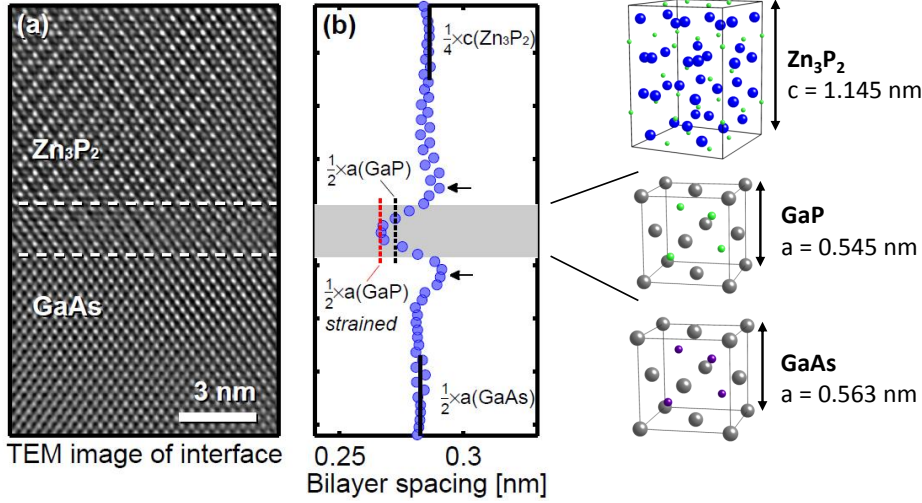 (a)
Zn₃P₂
GaAs
3 nm
TEM image of interface
(b)
¼×c(Zn₃P₂)
½×a(GaP)
½×a(GaP)
strained
½×a(GaAs)
0.25
0.3
Bilayer spacing [nm]
Zn₃P₂
c = 1.145 nm
GaP
a = 0.545 nm
GaAs
a = 0.563 nm